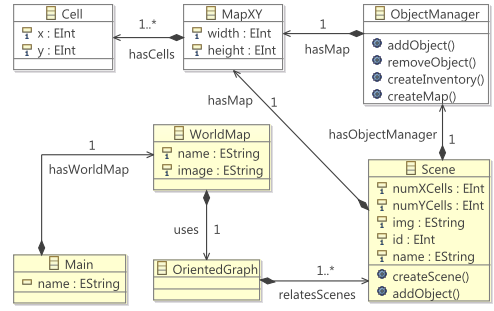 Cell
x : EInt
y : EInt
1..*
hasCells
MapXY
width : EInt
height : EInt
1
hasMap
ObjectManager
addObject()
removeObject()
createInventory()
createMap()
hasMap
1
hasObjectManager
1
WorldMap
name : EString
image : EString
1
hasWorldMap
Scene
numXCells : EInt
numYCells : EInt
img : EString
id : EInt
name : EString
createScene()
addObject()
uses
1
Main
name : EString
OrientedGraph
1..*
relatesScenes